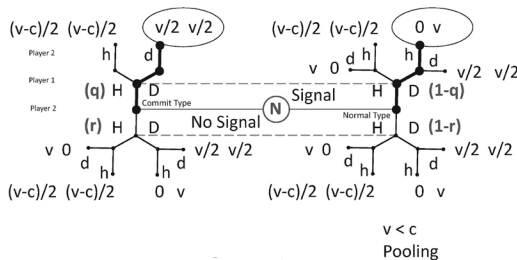 (v-c)/2 (v-c)/2 v/2 v/2 (v-c)/2 (v-c)/2 0 v
Player 2 h d v 0 d h d v/2 v/2
Player 1 h
(q) H D H D (1-q)
Signal
Player 2 Commit Type N Normal Type
No Signal
(r) H D H D (1-r)
v 0 d d v/2 v/2 v 0 d d v/2 v/2
h h h h
(v-c)/2 (v-c)/2 0 v (v-c)/2 (v-c)/2 0 v
v < c
Pooling